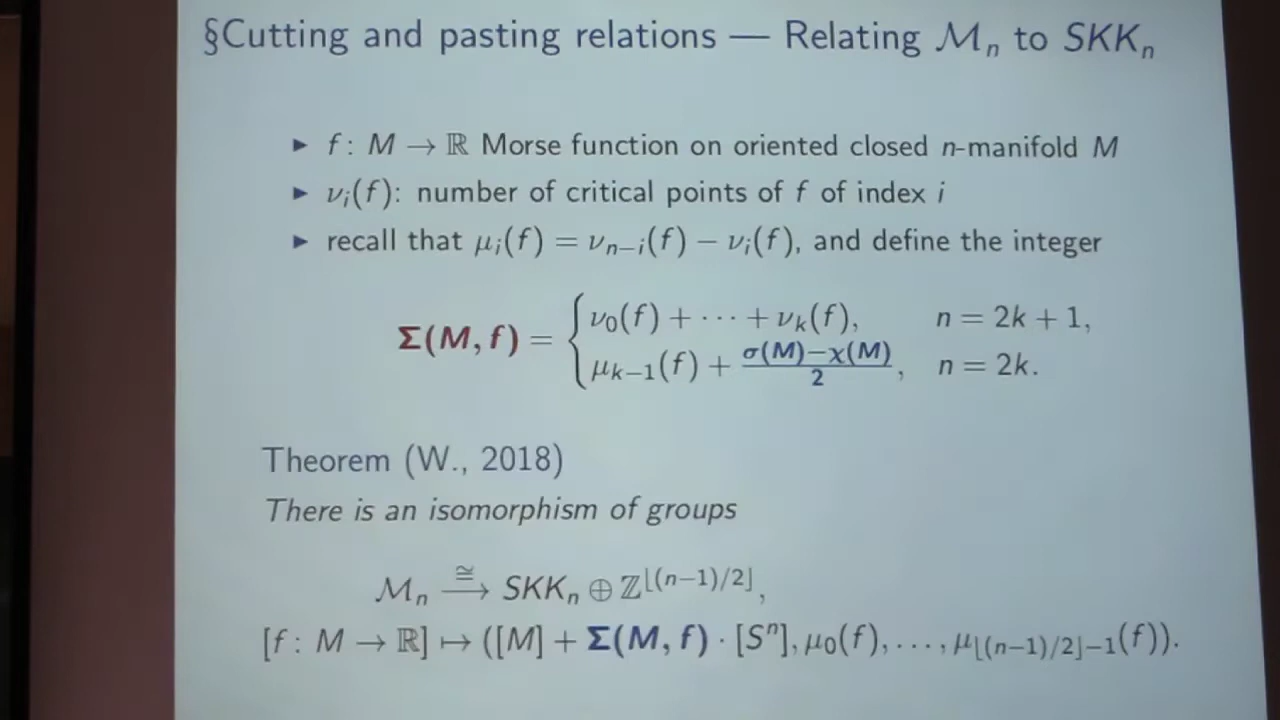 §Cutting and pasting relations — Relating ℳₙ to SKKₙ
▶ f : M → ℝ Morse function on oriented closed n-manifold M
▶ νᵢ(f): number of critical points of f of index i
▶ recall that μᵢ(f) = νₙ₋ᵢ(f) − νᵢ(f), and define the integer
Σ(M, f) = { ν₀(f) + ⋯ + νₖ(f), n = 2k + 1,
μₖ₋₁(f) + (σ(M)−χ(M))/2, n = 2k.
Theorem (W., 2018)
There is an isomorphism of groups
ℳₙ ≅⟶ SKKₙ ⊕ ℤ^⌊(n−1)/2⌋,
[f : M → ℝ] ↦ ([M] + Σ(M, f) · [Sⁿ], μ₀(f), …, μ_⌊(n−1)/2⌋−1(f)).